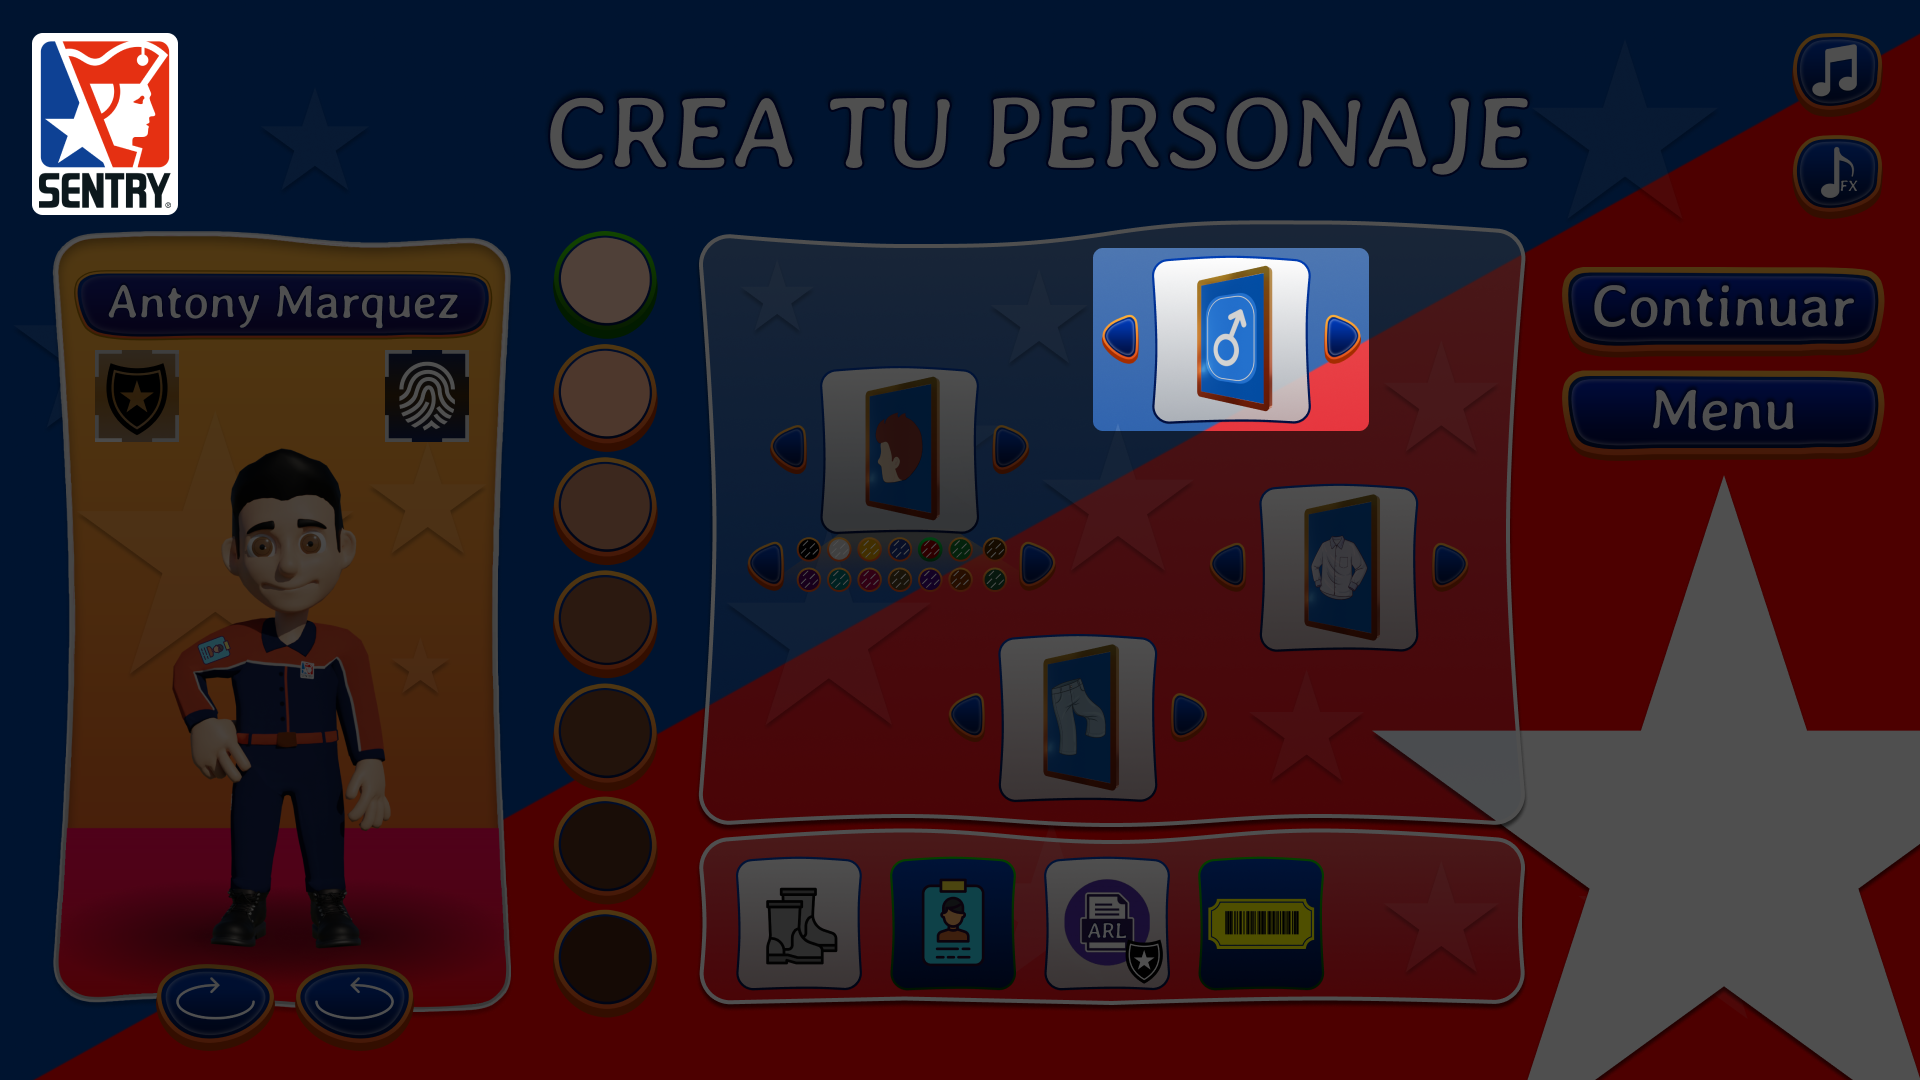 SENTRY®
CREA TU PERSONAJE
FX
Antony Marquez
Continuar
Menu
ARL